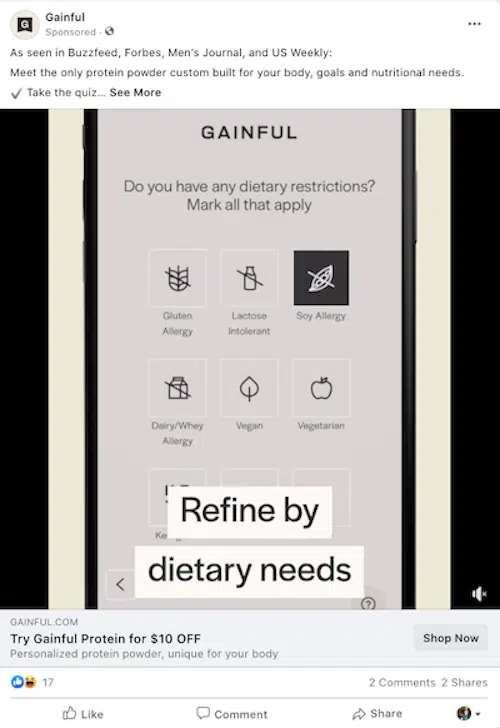 Gainful
Sponsored ·
As seen in Buzzfeed, Forbes, Men's Journal, and US Weekly:
Meet the only protein powder custom built for your body, goals and nutritional needs.
✓ Take the quiz... See More
GAINFUL
Do you have any dietary restrictions?
Mark all that apply
Gluten
Allergy
Lactose
Intolerant
Soy Allergy
Dairy/Whey
Allergy
Vegan
Vegetarian
Refine by
dietary needs
GAINFUL.COM
Try Gainful Protein for $10 OFF
Personalized protein powder, unique for your body
Shop Now
17
2 Comments 2 Shares
Like
Comment
Share